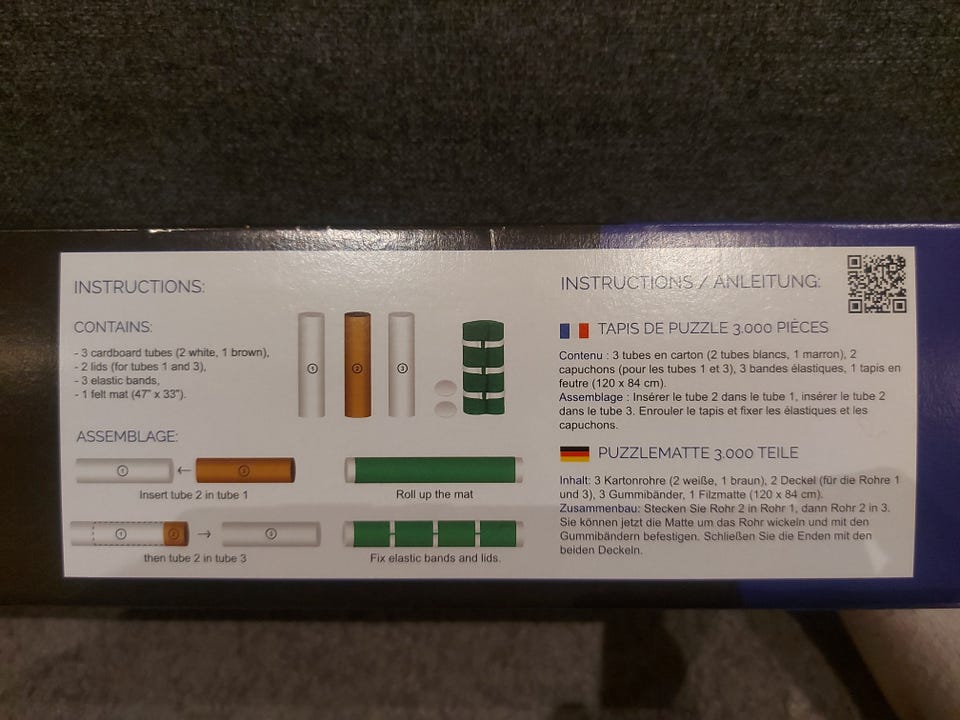 INSTRUCTIONS:
CONTAINS:
- 3 cardboard tubes (2 white, 1 brown),
- 2 lids (for tubes 1 and 3),
- 3 elastic bands,
- 1 felt mat (47" x 33").
1
2
3
ASSEMBLAGE:
1
2
Insert tube 2 in tube 1
Roll up the mat
1
2
3
then tube 2 in tube 3
Fix elastic bands and lids.
INSTRUCTIONS / ANLEITUNG:
TAPIS DE PUZZLE 3.000 PIÈCES
Contenu : 3 tubes en carton (2 tubes blancs, 1 marron), 2
capuchons (pour les tubes 1 et 3), 3 bandes élastiques, 1 tapis en
feutre (120 x 84 cm).
Assemblage : Insérer le tube 2 dans le tube 1, insérer le tube 2
dans le tube 3. Enrouler le tapis et fixer les élastiques et les
capuchons.
PUZZLEMATTE 3.000 TEILE
Inhalt: 3 Kartonrohre (2 weiße, 1 braun), 2 Deckel (für die Rohre 1
und 3), 3 Gummibänder, 1 Filzmatte (120 x 84 cm).
Zusammenbau: Stecken Sie Rohr 2 in Rohr 1, dann Rohr 2 in 3.
Sie können jetzt die Matte um das Rohr wickeln und mit den
Gummibändern befestigen. Schließen Sie die Enden mit den
beiden Deckeln.